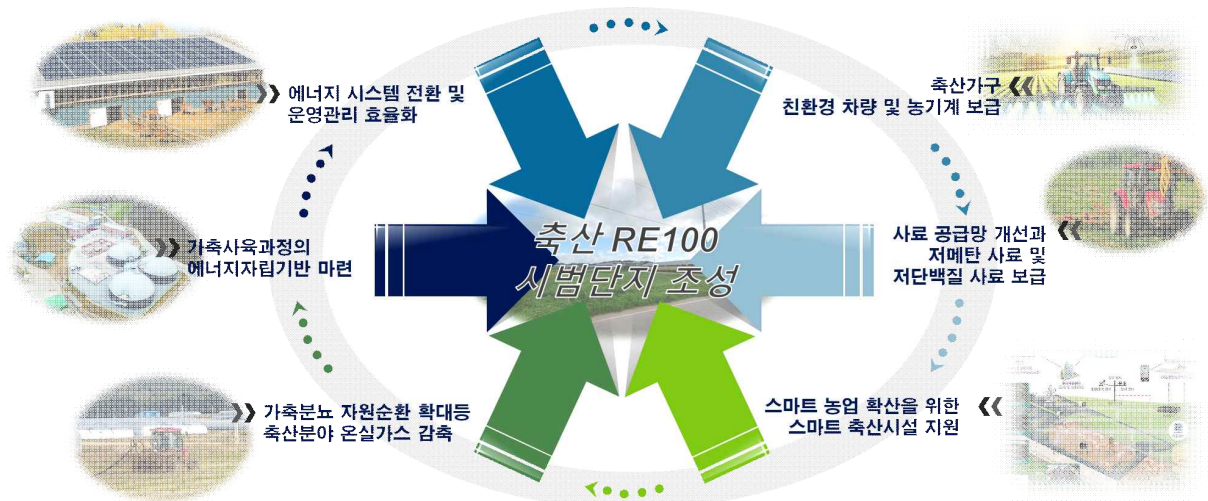 에너지 시스템 전환 및
운영관리 효율화
축산가구
친환경 차량 및 농기계 보급
가축사육과정의
에너지자립기반 마련
축산 RE100
시범단지 조성
사료 공급망 개선과
저메탄 사료 및
저단백질 사료 보급
가축분뇨 자원순환 확대등
축산분야 온실가스 감축
스마트 농업 확산을 위한
스마트 축산시설 지원